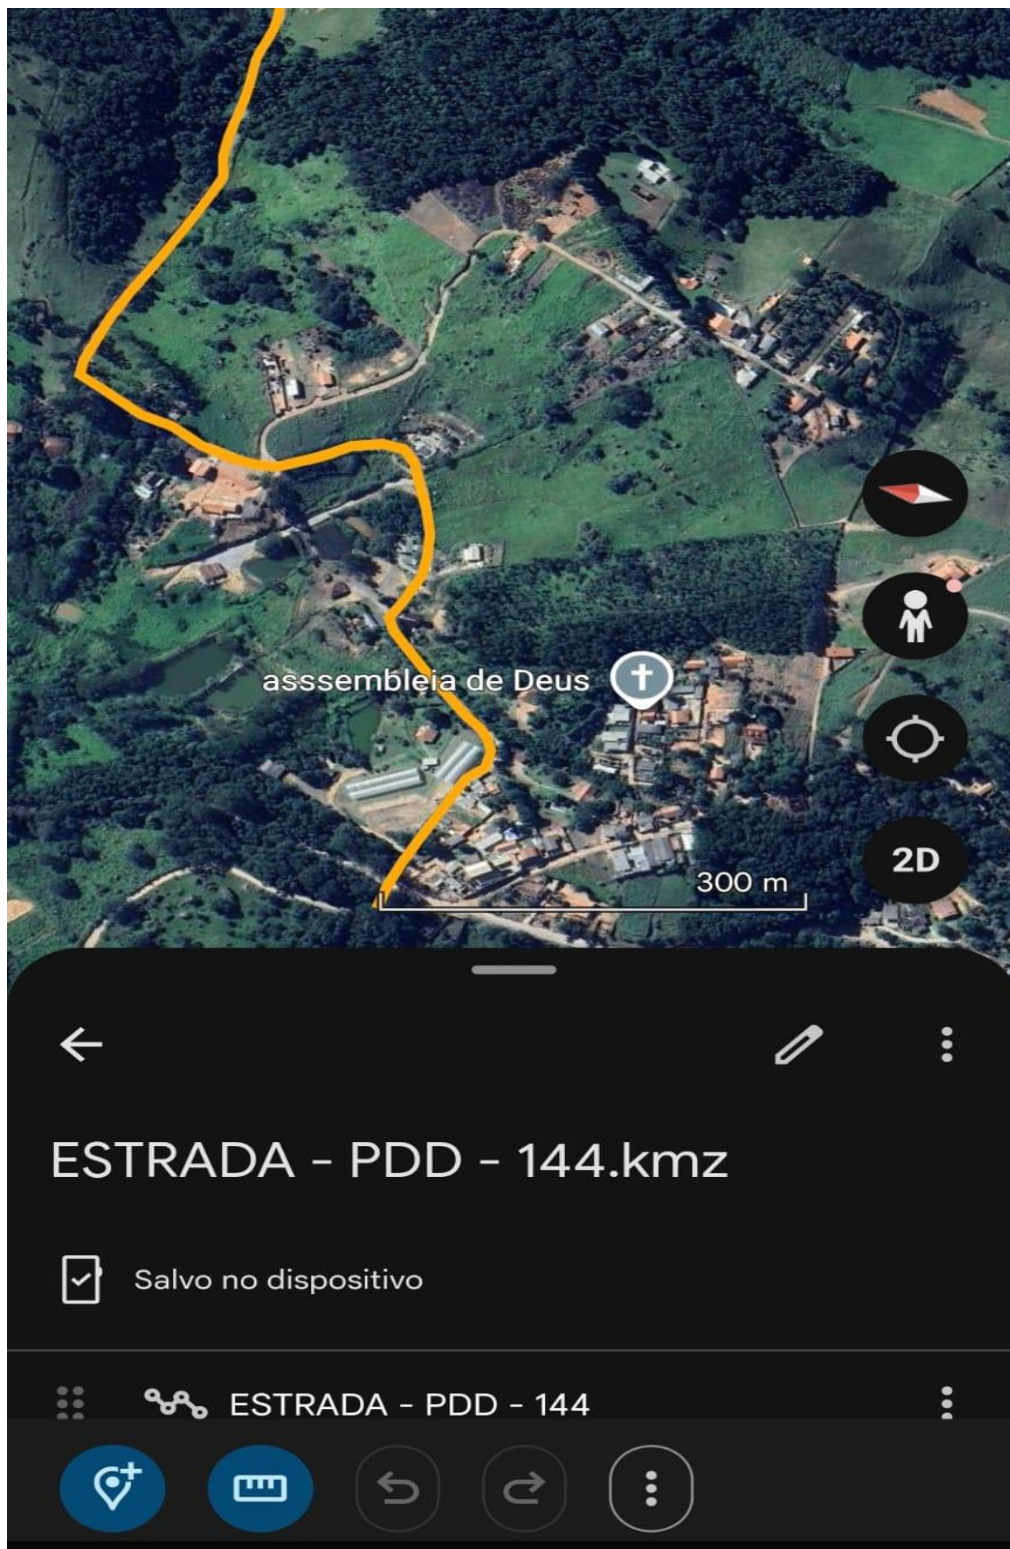 asssembleia de Deus
2D
300 m
ESTRADA - PDD - 144.kmz
Salvo no dispositivo
ESTRADA - PDD - 144